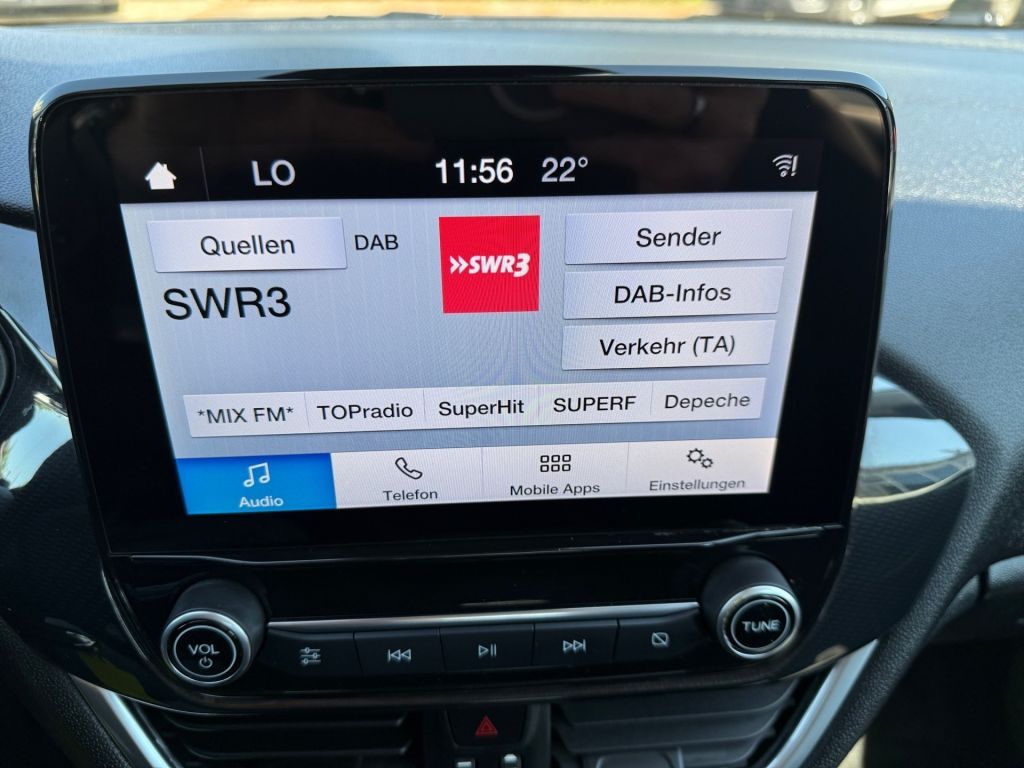 LO 11:56 22°
Quellen DAB
SWR3
»SWR3
Sender
DAB-Infos
Verkehr (TA)
*MIX FM* TOPradio SuperHit SUPERF Depeche
Audio Telefon Mobile Apps Einstellungen
VOL
TUNE